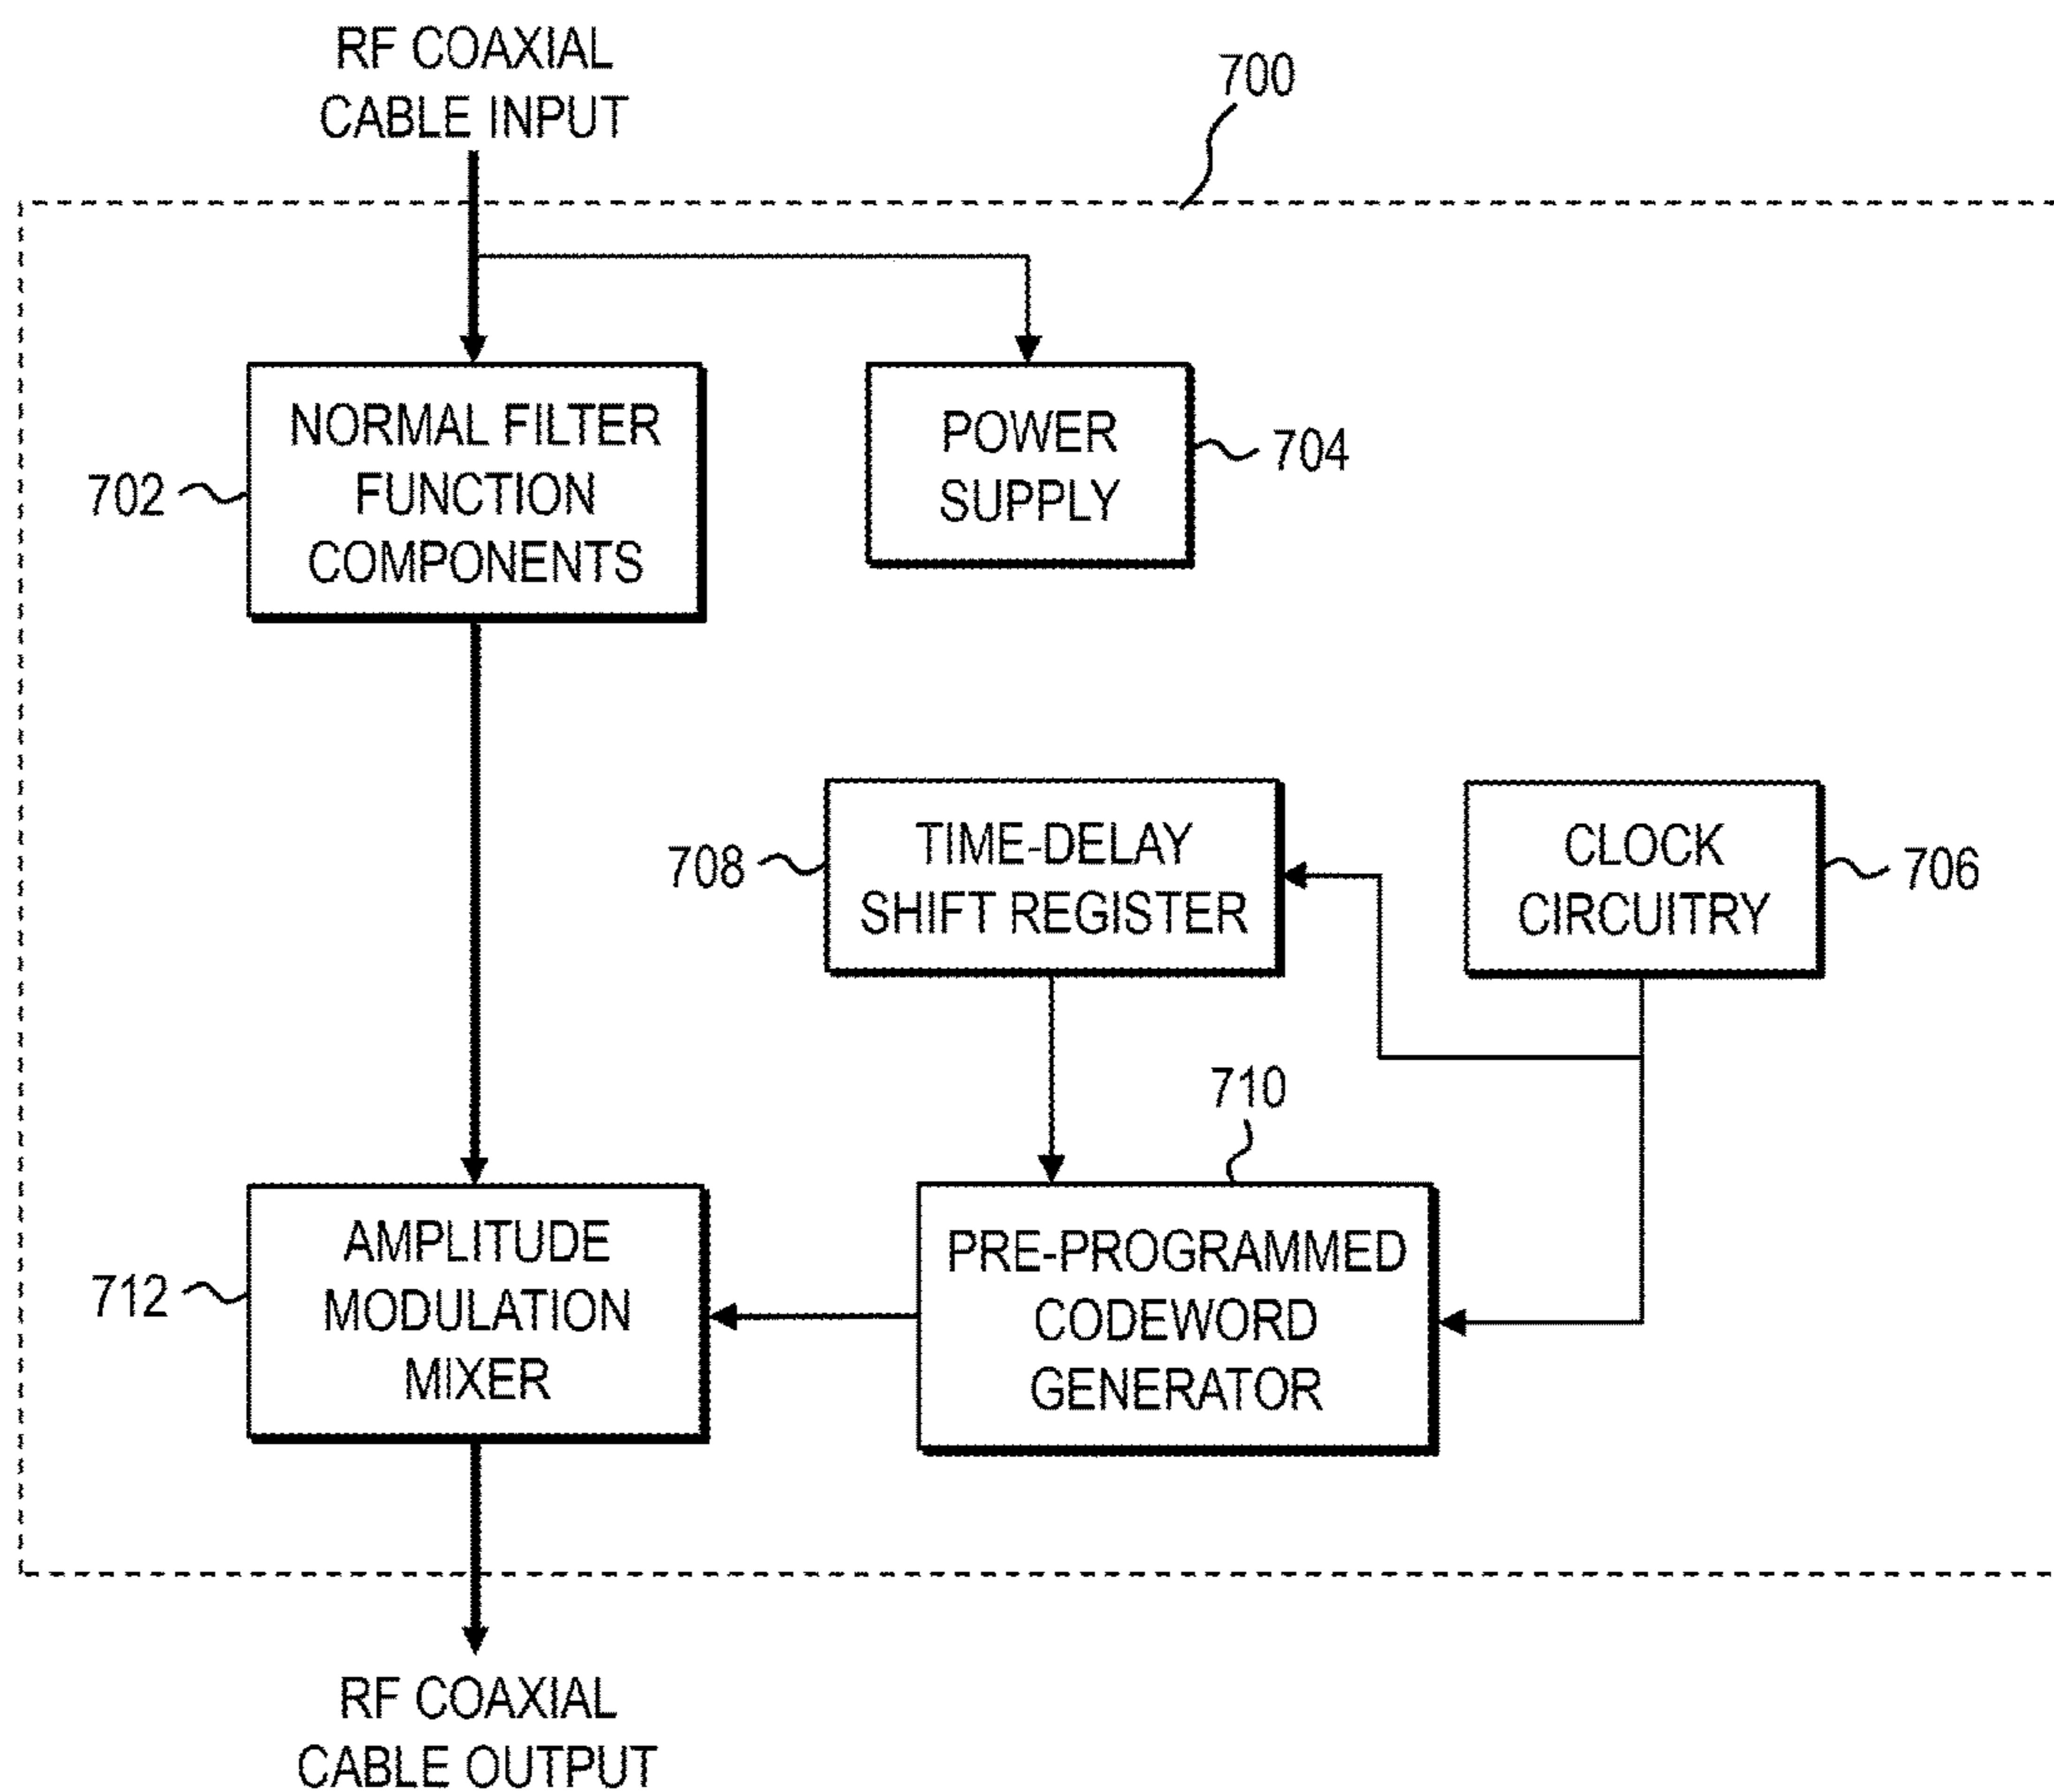 RF COAXIAL
CABLE INPUT
700
NORMAL FILTER
FUNCTION
COMPONENTS
702
POWER
SUPPLY
704
TIME-DELAY
SHIFT REGISTER
708
CLOCK
CIRCUITRY
706
710
AMPLITUDE
MODULATION
MIXER
712
PRE-PROGRAMMED
CODEWORD
GENERATOR
RF COAXIAL
CABLE OUTPUT